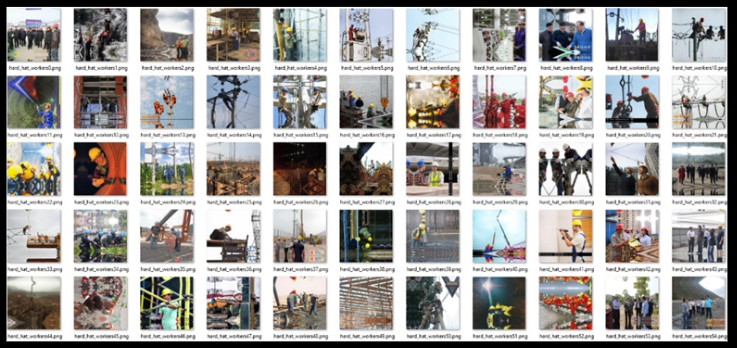 hard_hat_workers0.png hard_hat_workers1.png hard_hat_workers2.png hard_hat_workers3.png hard_hat_workers4.png hard_hat_workers5.png hard_hat_workers6.png hard_hat_workers7.png hard_hat_workers8.png hard_hat_workers9.png hard_hat_workers10.png
hard_hat_workers11.png hard_hat_workers12.png hard_hat_workers13.png hard_hat_workers14.png hard_hat_workers15.png hard_hat_workers16.png hard_hat_workers17.png hard_hat_workers18.png hard_hat_workers19.png hard_hat_workers20.png hard_hat_workers21.png
hard_hat_workers22.png hard_hat_workers23.png hard_hat_workers24.png hard_hat_workers25.png hard_hat_workers26.png hard_hat_workers27.png hard_hat_workers28.png hard_hat_workers29.png hard_hat_workers30.png hard_hat_workers31.png hard_hat_workers32.png
hard_hat_workers33.png hard_hat_workers34.png hard_hat_workers35.png hard_hat_workers36.png hard_hat_workers37.png hard_hat_workers38.png hard_hat_workers39.png hard_hat_workers40.png hard_hat_workers41.png hard_hat_workers42.png hard_hat_workers43.png
hard_hat_workers44.png hard_hat_workers45.png hard_hat_workers46.png hard_hat_workers47.png hard_hat_workers48.png hard_hat_workers49.png hard_hat_workers50.png hard_hat_workers51.png hard_hat_workers52.png hard_hat_workers53.png hard_hat_workers54.png